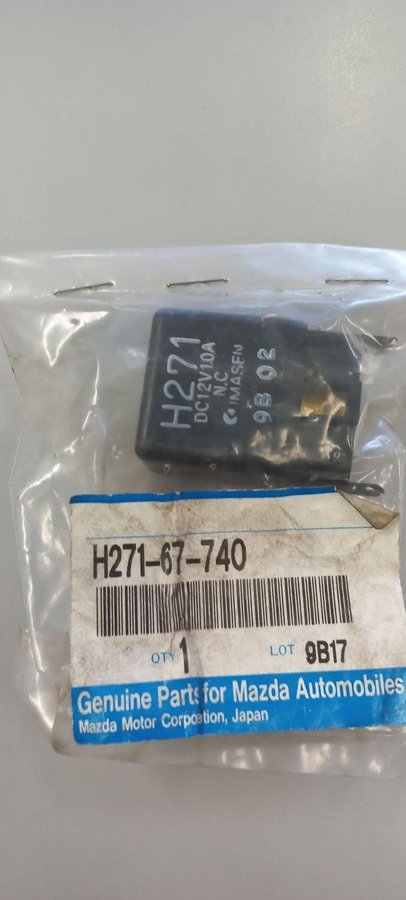 H271
DC12V10A
N.C
IMASEN
9B 02
H271-67-740
QTY 1
LOT 9B17
Genuine Parts for Mazda Automobiles
Mazda Motor Corporation, Japan